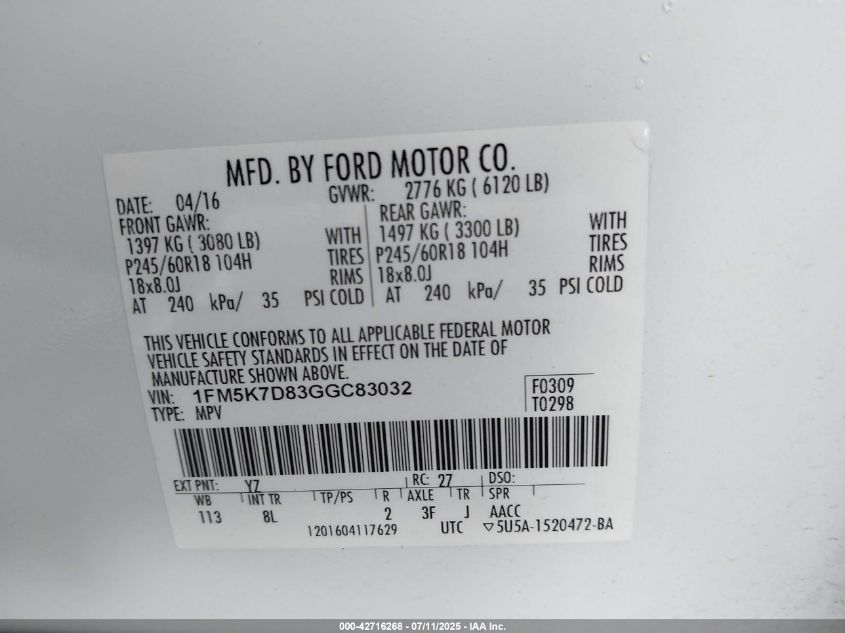 MFD. BY FORD MOTOR CO.
DATE: 04/16 GVWR: 2776 KG ( 6120 LB)
FRONT GAWR: REAR GAWR:
1397 KG ( 3080 LB) WITH 1497 KG ( 3300 LB) WITH
P245/60R18 104H TIRES P245/60R18 104H TIRES
18x8.0J RIMS 18x8.0J RIMS
AT 240 kPa/ 35 PSI COLD AT 240 kPa/ 35 PSI COLD
THIS VEHICLE CONFORMS TO ALL APPLICABLE FEDERAL MOTOR
VEHICLE SAFETY STANDARDS IN EFFECT ON THE DATE OF
MANUFACTURE SHOWN ABOVE.
VIN: 1FM5K7D83GGC83032 F0309
TYPE: MPV T0298
EXT PNT: YZ RC: 27 DSO:
WB INT TR TP/PS R AXLE TR SPR
113 8L 2 3F J AACC
1201604117629 UTC ▽5U5A-1520472-BA
000-42716268 - 07/11/2025 - IAA Inc.